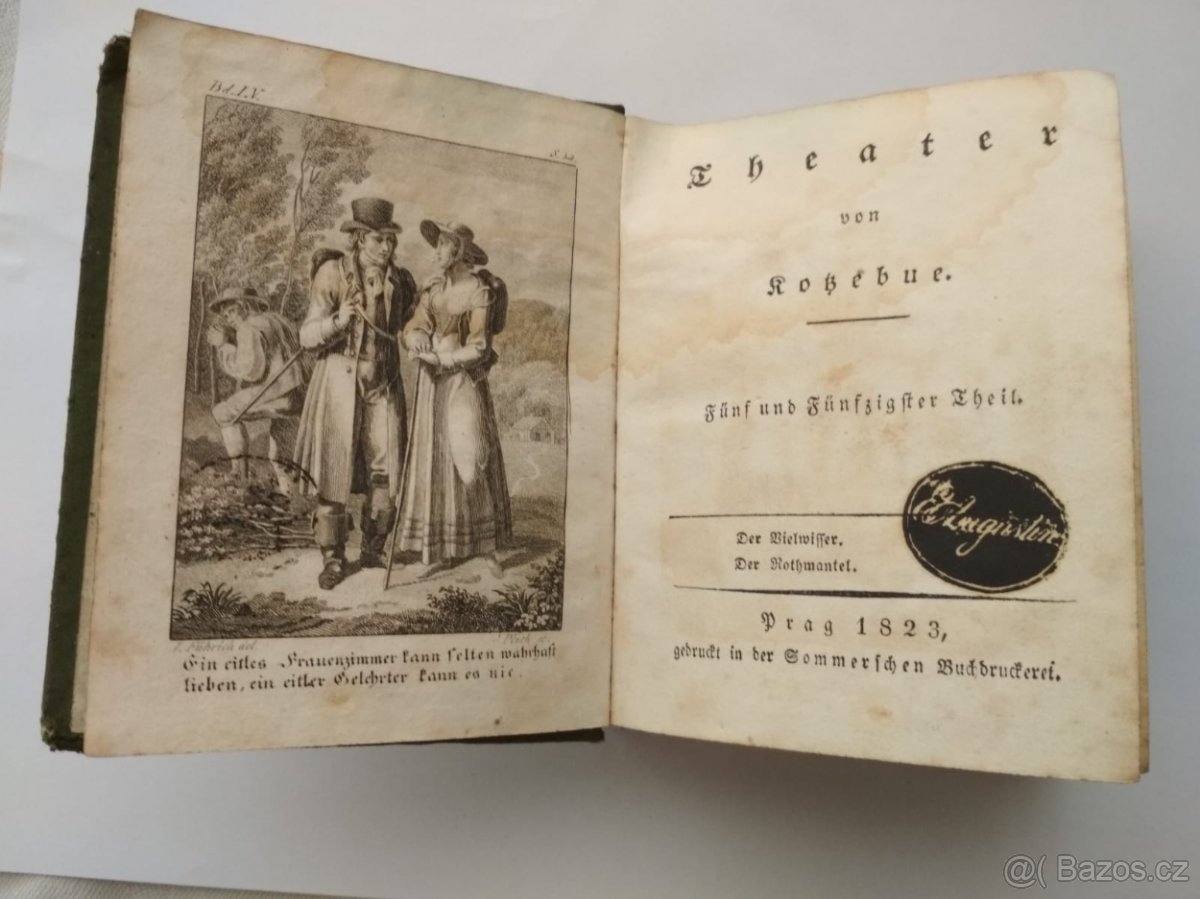 Bd. LV.
Ein eitles Frauenzimmer kann selten wahrhaft
lieben, ein eitler Gelehrter kann es nie.
Theater
von
Kotzebue.
Fünf und Fünfzigster Theil.
Der Vielwisser.
Der Rothmantel.
Prag 1823,
gedruckt in der Sommerschen Buchdruckerei.
@( Bazos.cz